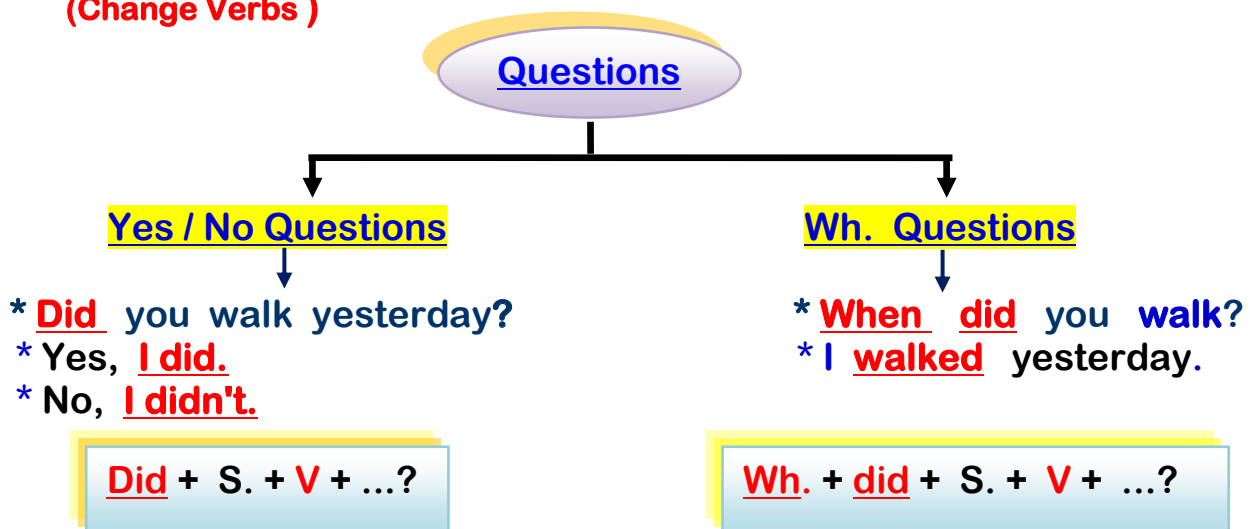 (Change Verbs )
Questions
Yes / No Questions
* Did you walk yesterday?
* Yes, I did.
* No, I didn't.
Did + S. + V + ...?
Wh. Questions
* When did you walk?
* I walked yesterday.
Wh. + did + S. + V + ...?